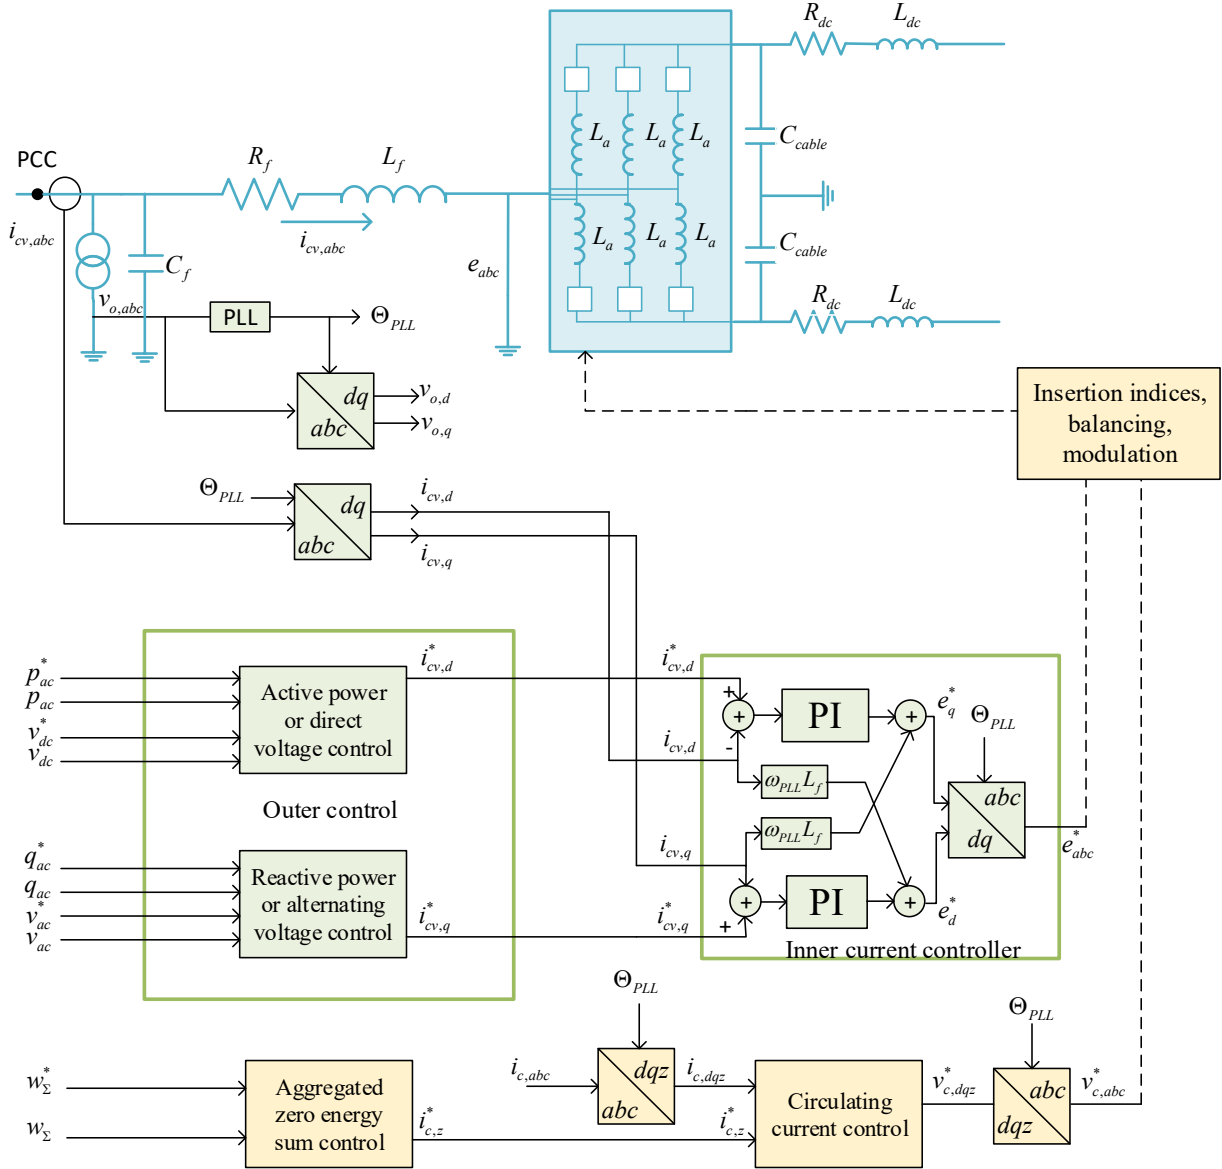 R_dc
L_dc
L_a
L_a
L_a
C_cable
PCC
R_f
L_f
i_cv,abc
i_cv,abc
L_a
L_a
L_a
C_cable
C_f
e_abc
v_o,abc
PLL
Θ_PLL
R_dc
L_dc
dq
abc
v_o,d
v_o,q
Insertion indices,
balancing,
modulation
Θ_PLL
dq
abc
i_cv,d
i_cv,q
p*_ac
p_ac
v*_dc
v_dc
Active power
or direct
voltage control
i*_cv,d
i*_cv,d
+
+
-
PI
+
e*_q
Θ_PLL
i_cv,d
ω_PLL L_f
abc
dq
Outer control
ω_PLL L_f
i_cv,q
e*_abc
q*_ac
q_ac
v*_ac
v_ac
Reactive power
or alternating
voltage control
i*_cv,q
i*_cv,q
+
+
PI
+
e*_d
Inner current controller
Θ_PLL
Θ_PLL
w*_Σ
w_Σ
Aggregated
zero energy
sum control
i*_c,z
i_c,abc
dqz
abc
i_c,dqz
i*_c,z
Circulating
current control
v*_c,dqz
abc
dqz
v*_c,abc